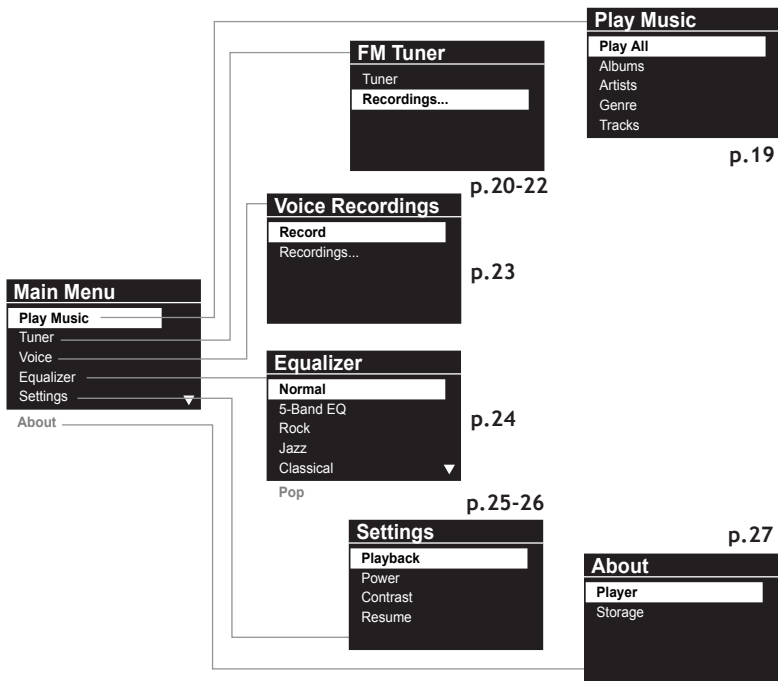 Play Music
Play All
Albums
Artists
Genre
Tracks
p.19
FM Tuner
Tuner
Recordings...
p.20-22
Voice Recordings
Record
Recordings...
p.23
Main Menu
Play Music
Tuner
Voice
Equalizer
Settings
About
Equalizer
Normal
5-Band EQ
Rock
Jazz
Classical
Pop
p.24
p.25-26
Settings
Playback
Power
Contrast
Resume
p.27
About
Player
Storage